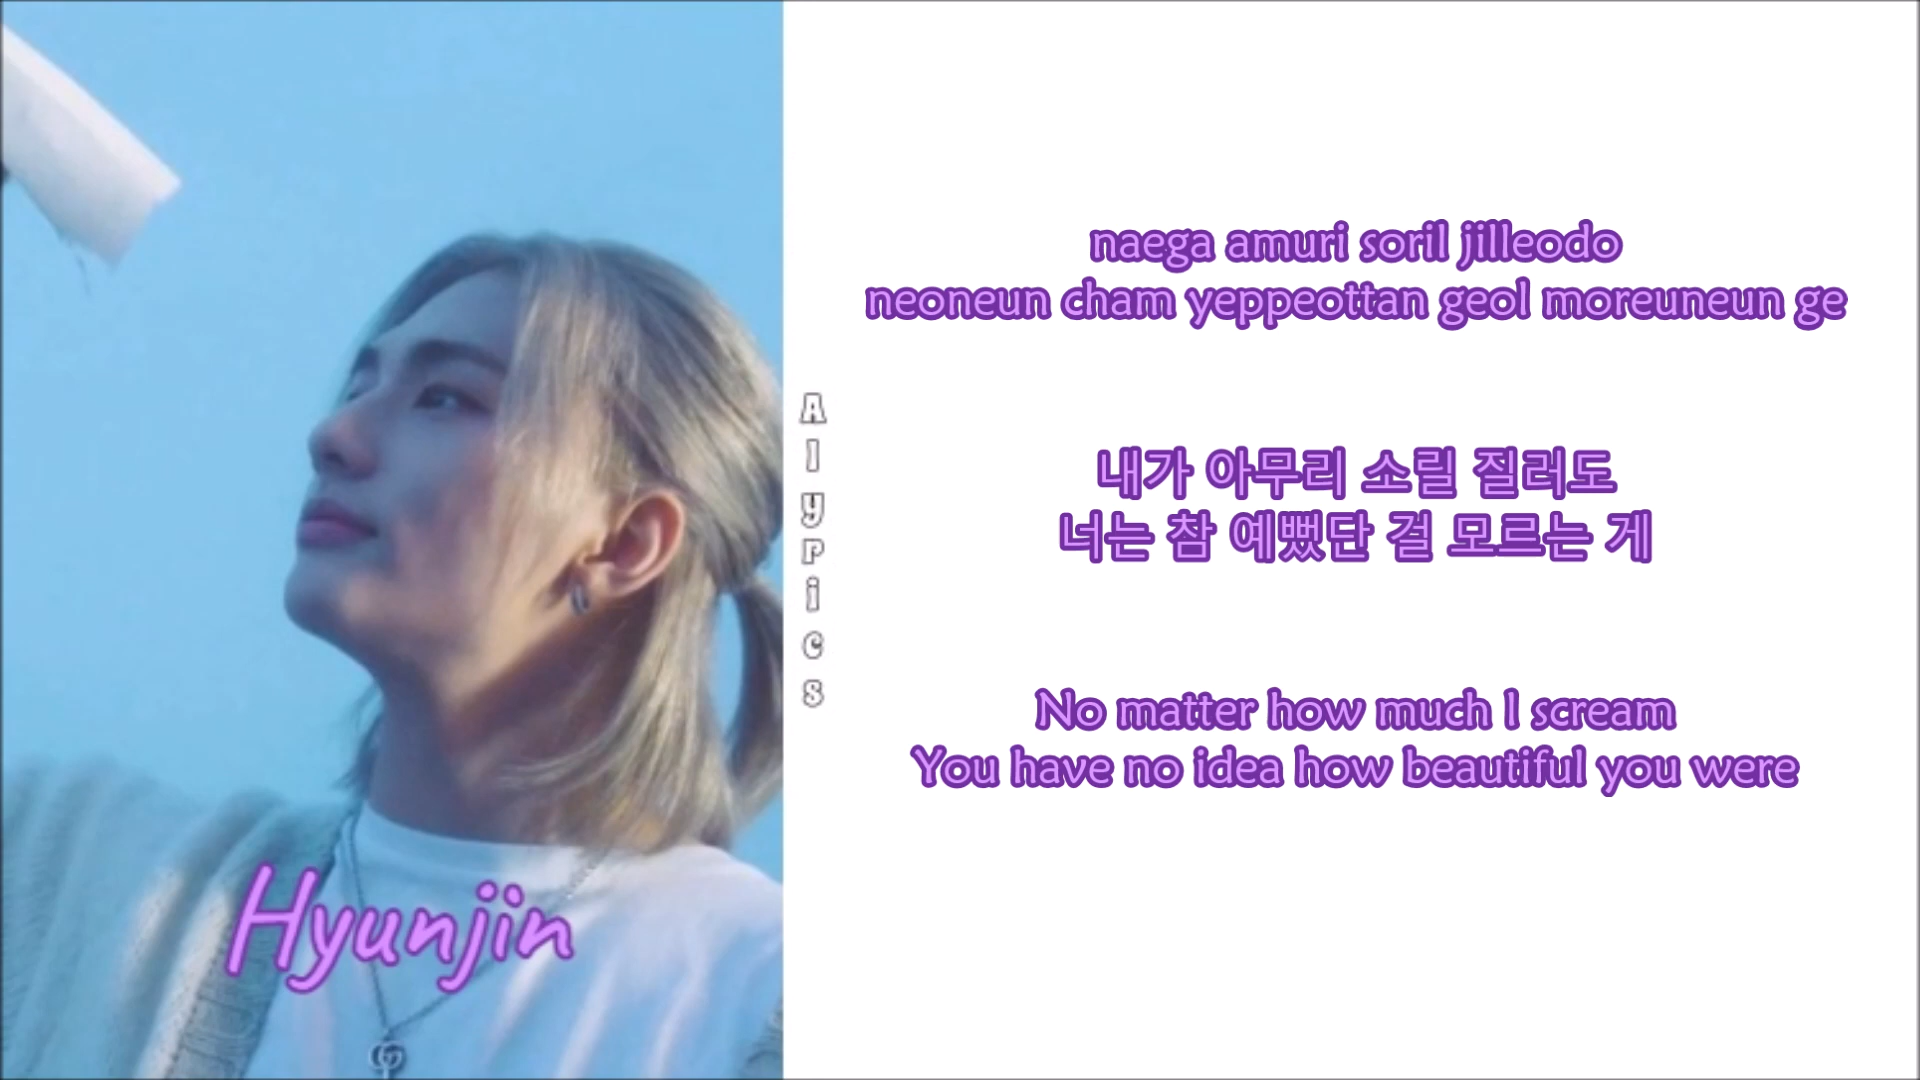 naega amuri soril jilleodo
neoneun cham yeppeottan geol moreuneun ge
내가 아무리 소릴 질러도
너는 참 예뻤단 걸 모르는 게
No matter how much I scream
You have no idea how beautiful you were
Alypics
Hyunjin